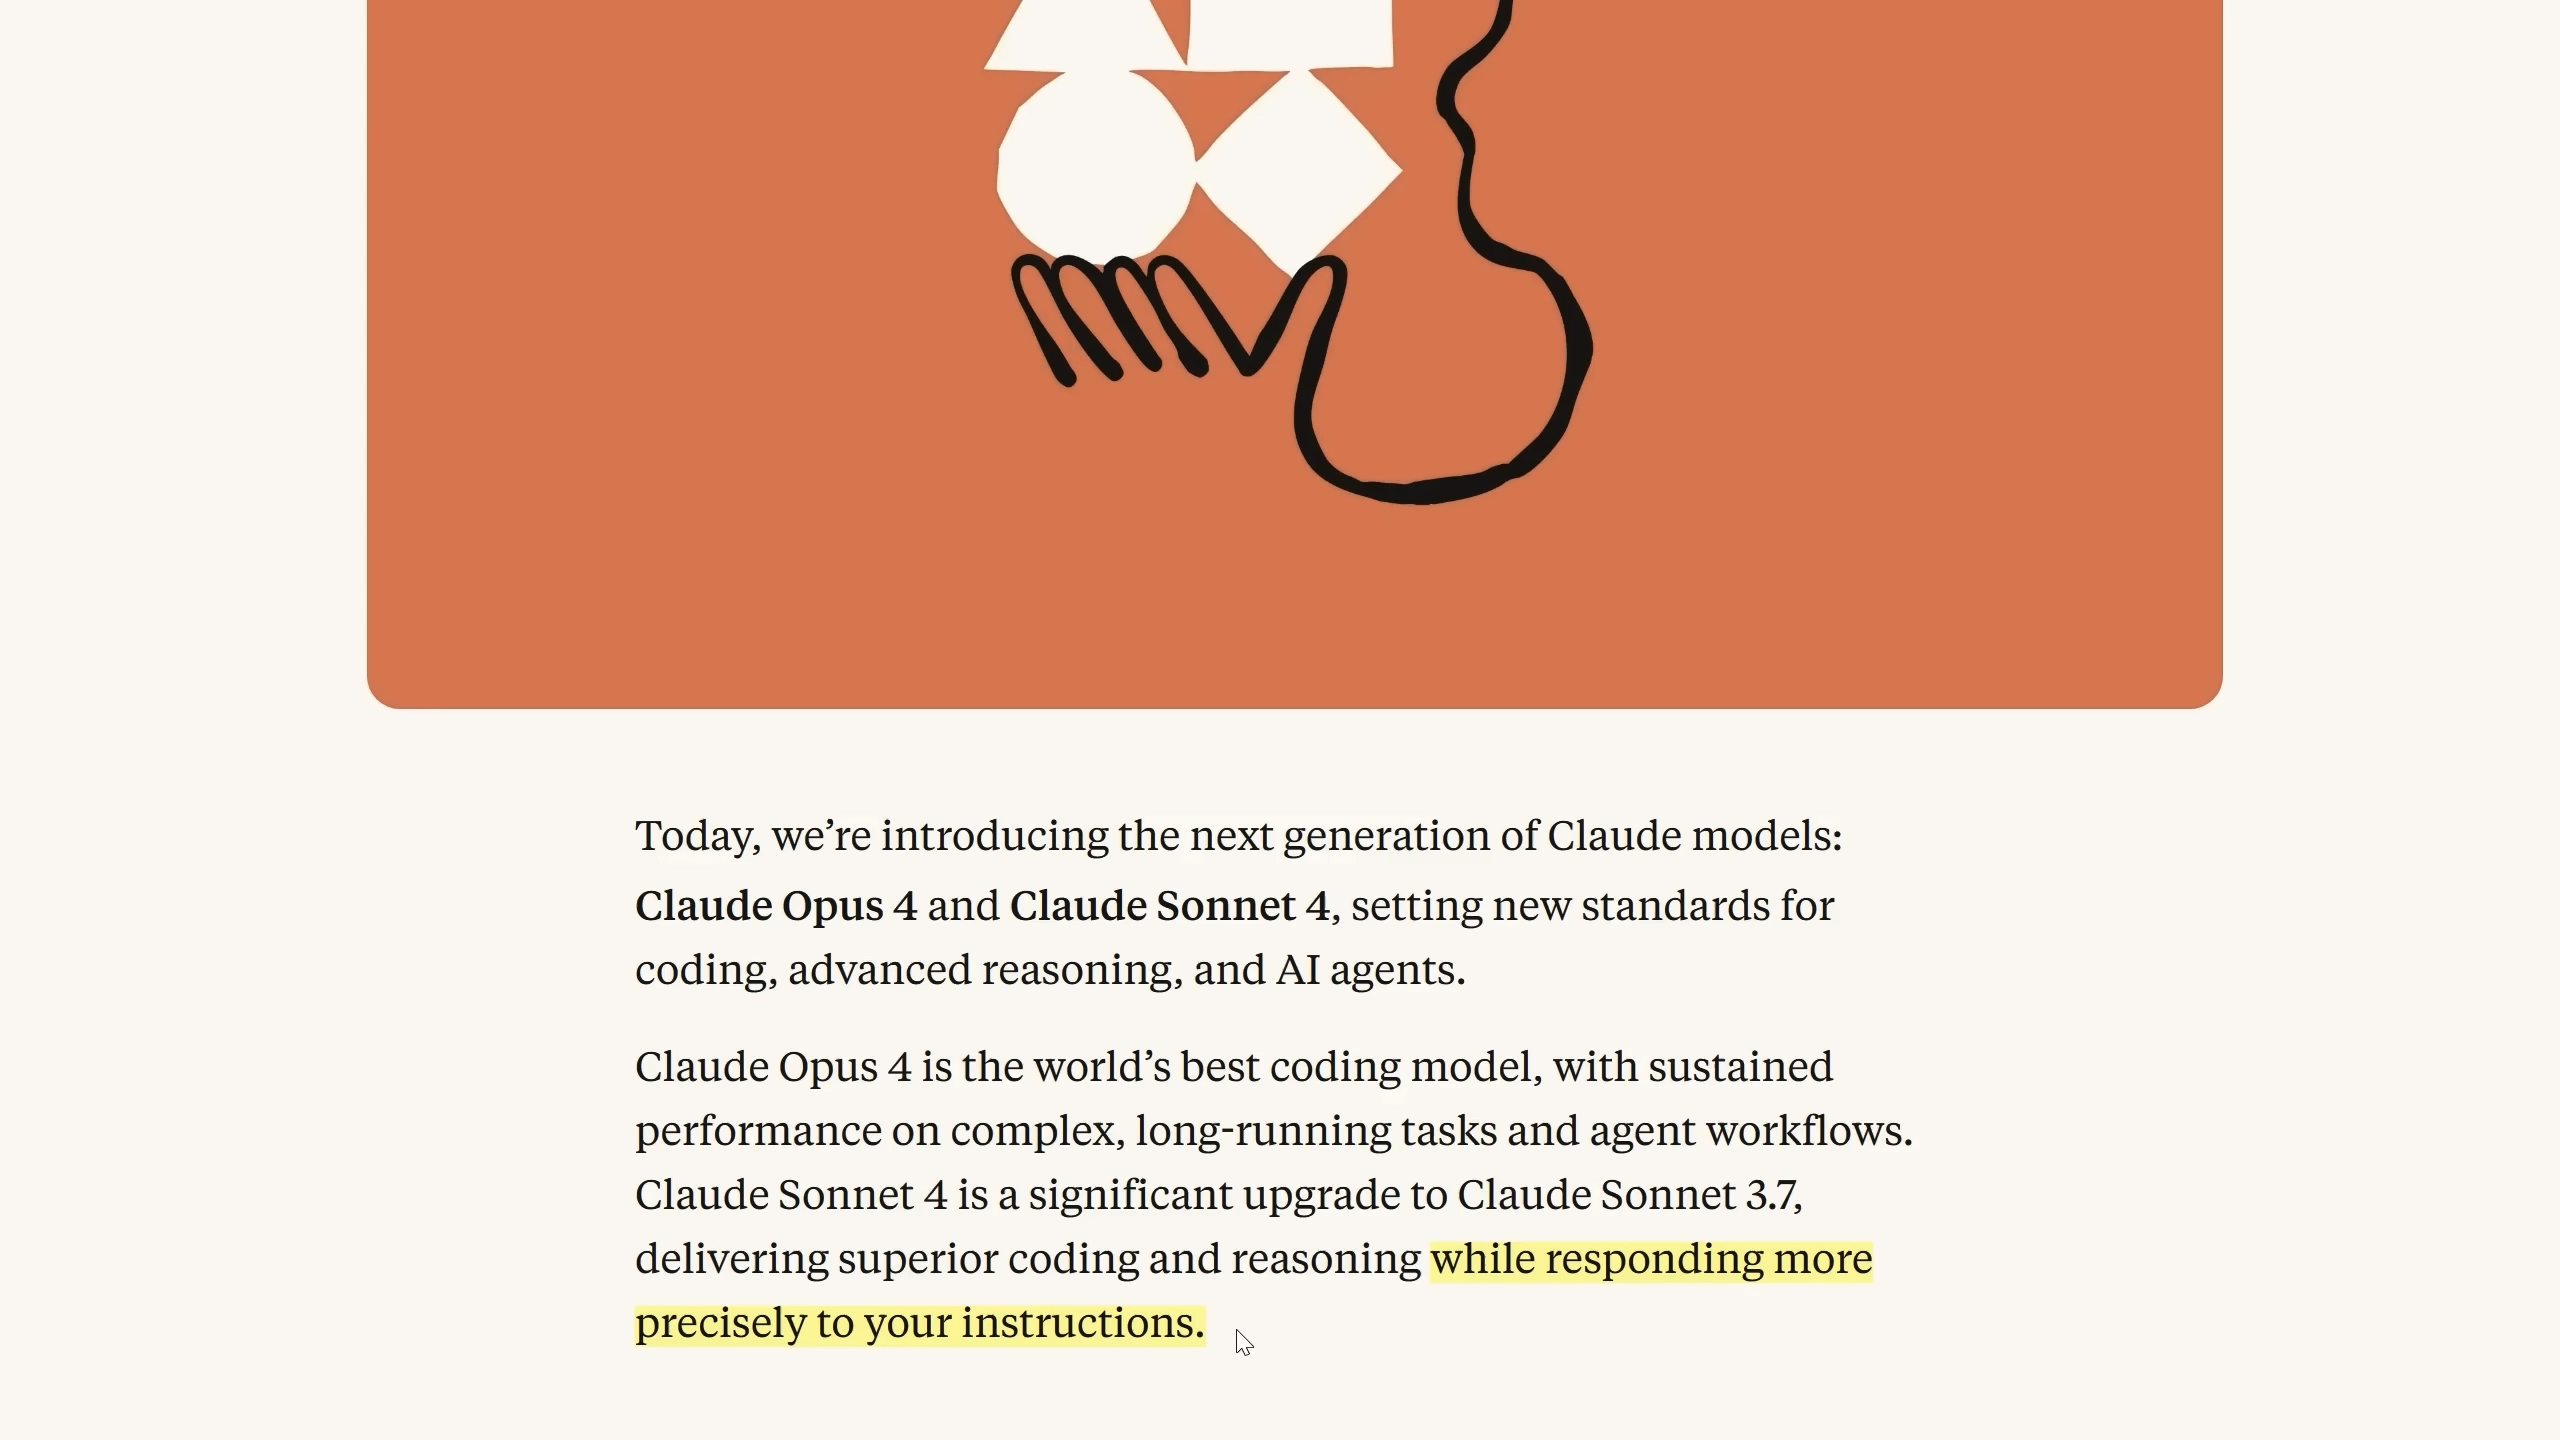 Today, we’re introducing the next generation of Claude models:
Claude Opus 4 and Claude Sonnet 4, setting new standards for
coding, advanced reasoning, and AI agents.
Claude Opus 4 is the world’s best coding model, with sustained
performance on complex, long-running tasks and agent workflows.
Claude Sonnet 4 is a significant upgrade to Claude Sonnet 3.7,
delivering superior coding and reasoning while responding more
precisely to your instructions.